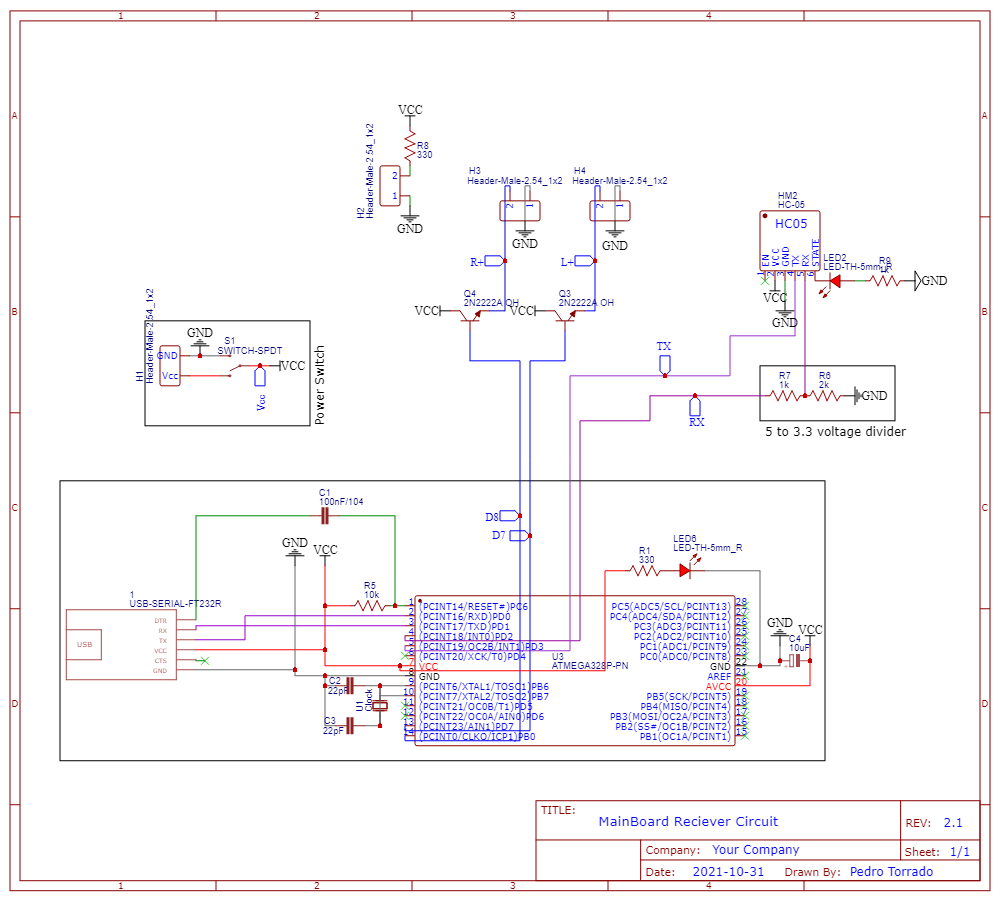 1 2 3 4
A A
B B
C C
D D
1 2 3 4
VCC
R8
330
2
1
Header-Male-2.54_1x2
H2
GND
H3
Header-Male-2.54_1x2
2 1
GND
R+
H4
Header-Male-2.54_1x2
2 1
GND
L+
VCC
Q4
2N2222A,QH
VCC
Q3
2N2222A,QH
HM2
HC-05
HC05
EN
VCC
GND
TX
RX
STATE
1 2 3 4 5 6
VCC
GND
LED2
LED-TH-5mm_R
R9
1k
GND
Header-Male-2.54_1x2
H1
GND
Vcc
GND
S1
SWITCH-SPDT
VCC
Vcc
Power Switch
TX
RX
R7
1k
R6
2k
GND
5 to 3.3 voltage divider
C1
100nF/104
D8
D7
GND
VCC
R5
10k
1
USB-SERIAL-FT232R
USB
DTR
RX
TX
VCC
CTS
GND
C2
22pF
C3
22pF
U1
Clock
R1
330
LED6
LED-TH-5mm_R
GND
VCC
C4
10uF
U3
ATMEGA328P-PN
1 (PCINT14/RESET#)PC6
2 (PCINT16/RXD)PD0
3 (PCINT17/TXD)PD1
4 (PCINT18/INT0)PD2
5 (PCINT19/OC2B/INT1)PD3
6 (PCINT20/XCK/T0)PD4
7 VCC
8 GND
9 (PCINT6/XTAL1/TOSC1)PB6
10 (PCINT7/XTAL2/TOSC2)PB7
11 (PCINT21/OC0B/T1)PD5
12 (PCINT22/OC0A/AIN0)PD6
13 (PCINT23/AIN1)PD7
14 (PCINT0/CLKO/ICP1)PB0
PC5(ADC5/SCL/PCINT13) 28
PC4(ADC4/SDA/PCINT12) 27
PC3(ADC3/PCINT11) 26
PC2(ADC2/PCINT10) 25
PC1(ADC1/PCINT9) 24
PC0(ADC0/PCINT8) 23
GND 22
AREF 21
AVCC 20
PB5(SCK/PCINT5) 19
PB4(MISO/PCINT4) 18
PB3(MOSI/OC2A/PCINT3) 17
PB2(SS#/OC1B/PCINT2) 16
PB1(OC1A/PCINT1) 15
TITLE:
MainBoard Reciever Circuit
REV: 2.1
Company: Your Company
Sheet: 1/1
Date: 2021-10-31 Drawn By: Pedro Torrado